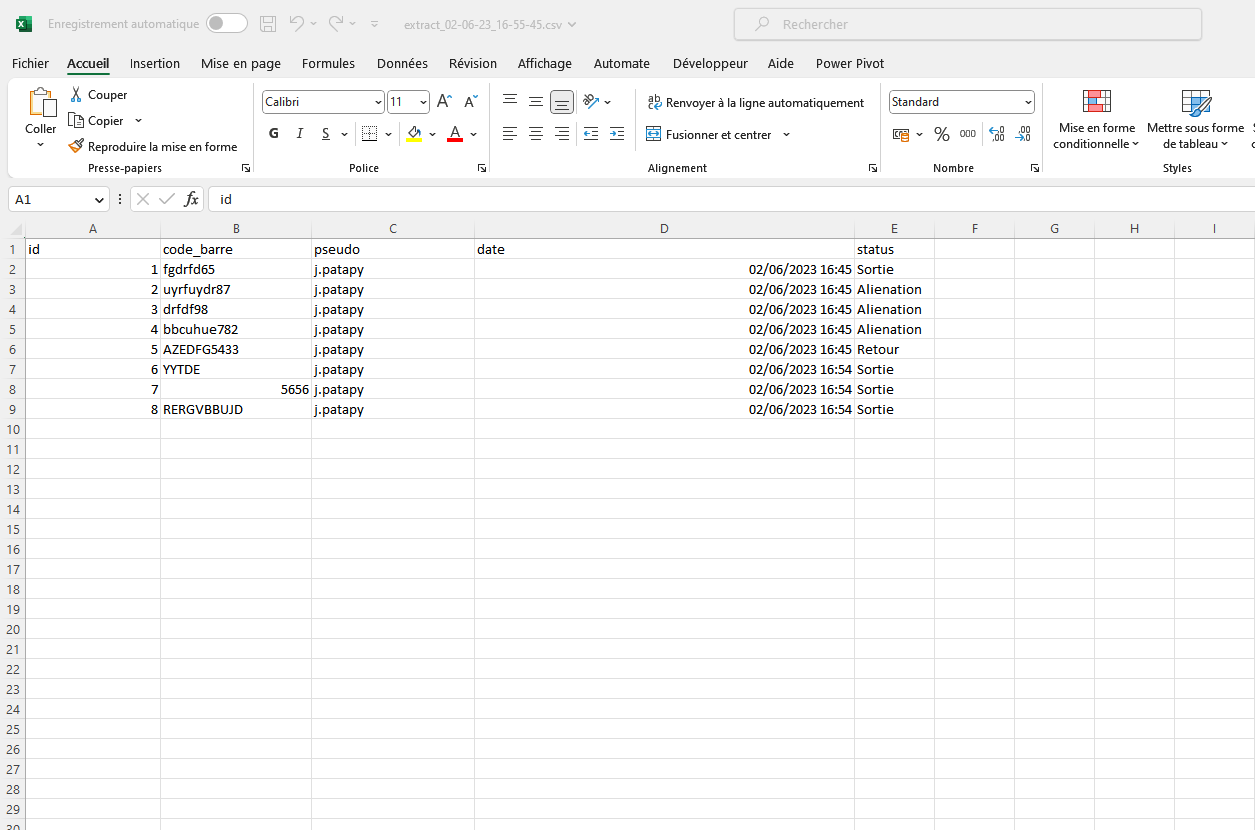 Enregistrement automatique extract_02-06-23_16-55-45.csv Rechercher
Fichier Accueil Insertion Mise en page Formules Données Révision Affichage Automate Développeur Aide Power Pivot
Coller
Couper
Copier
Reproduire la mise en forme
Presse-papiers
Calibri 11
G I S
Police
Renvoyer à la ligne automatiquement
Fusionner et centrer
Alignement
Standard
% 000
Nombre
Mise en forme conditionnelle
Mettre sous forme de tableau
Styles
A1 fx id
A B C D E F G H I
1 id code_barre pseudo date status
2 1 fgdrfd65 j.patapy 02/06/2023 16:45 Sortie
3 2 uyrfuydr87 j.patapy 02/06/2023 16:45 Alienation
4 3 drfdf98 j.patapy 02/06/2023 16:45 Alienation
5 4 bbcuhue782 j.patapy 02/06/2023 16:45 Alienation
6 5 AZEDFG5433 j.patapy 02/06/2023 16:45 Retour
7 6 YYTDE j.patapy 02/06/2023 16:54 Sortie
8 7 5656 j.patapy 02/06/2023 16:54 Sortie
9 8 RERGVBBUJD j.patapy 02/06/2023 16:54 Sortie
10
11
12
13
14
15
16
17
18
19
20
21
22
23
24
25
26
27
28
29